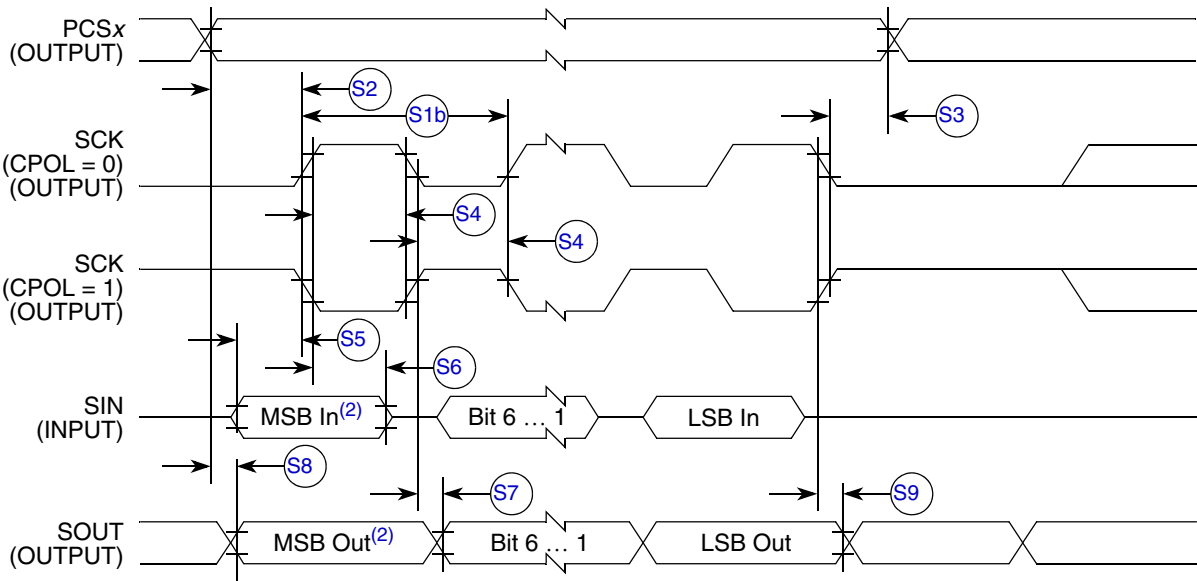 PCSx
(OUTPUT)
S2
S1b
S3
SCK
(CPOL = 0)
(OUTPUT)
S4
S4
SCK
(CPOL = 1)
(OUTPUT)
S5
S6
SIN
(INPUT)
MSB In(2)
Bit 6 … 1
LSB In
S8
S7
S9
SOUT
(OUTPUT)
MSB Out(2)
Bit 6 … 1
LSB Out